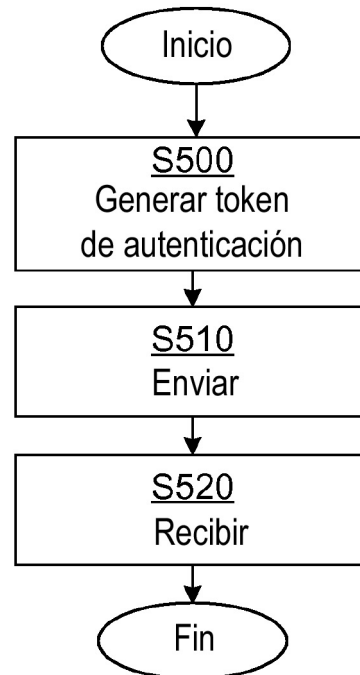 Inicio
S500
Generar token
de autenticación
S510
Enviar
S520
Recibir
Fin